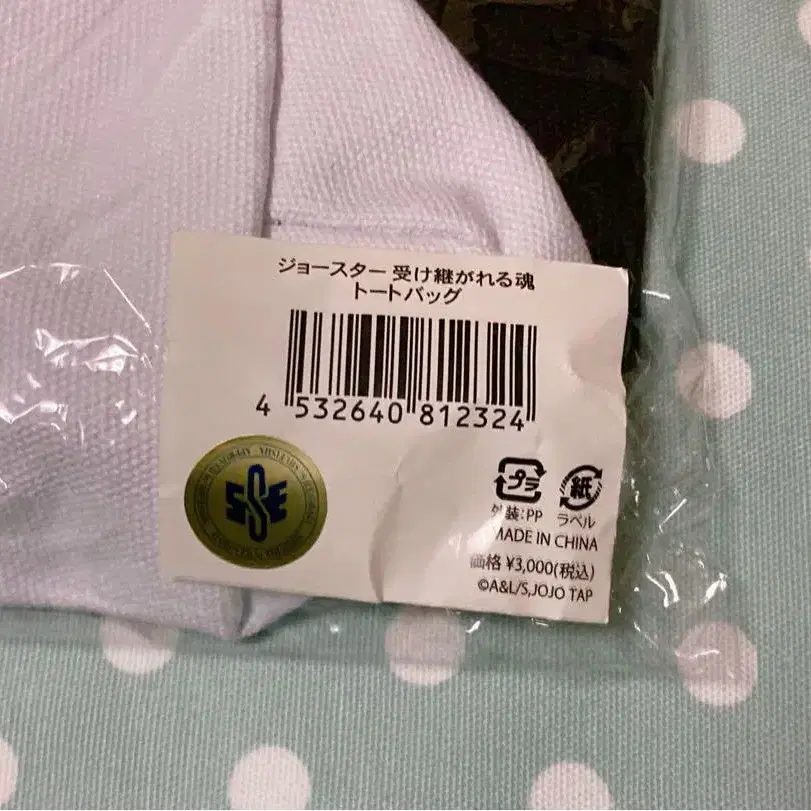 ジョースター 受け継がれる魂
トートバッグ
4 532640 812324
SSE
プラ 紙
外装:PP ラベル
MADE IN CHINA
価格 ¥3,000(税込)
©A&L/S,JOJO TAP